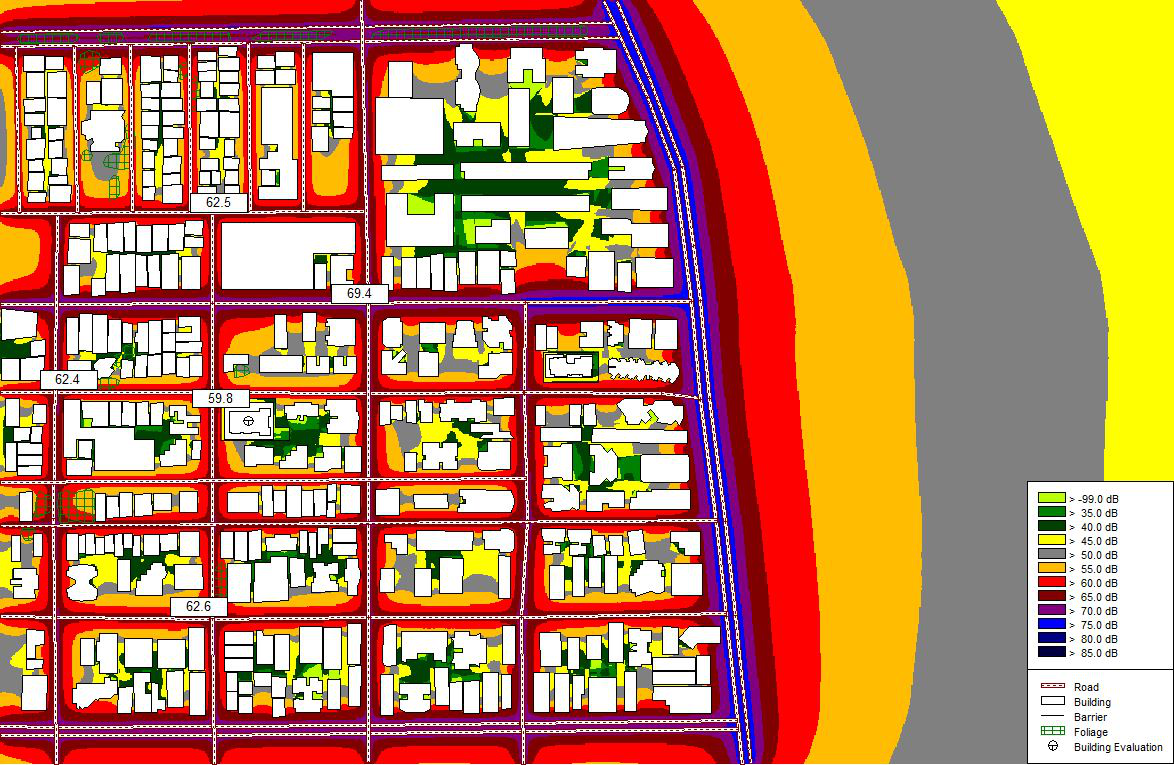 62.5
69.4
62.4
59.8
62.6
> -99.0 dB
> 35.0 dB
> 40.0 dB
> 45.0 dB
> 50.0 dB
> 55.0 dB
> 60.0 dB
> 65.0 dB
> 70.0 dB
> 75.0 dB
> 80.0 dB
> 85.0 dB
Road
Building
Barrier
Foliage
Building Evaluation